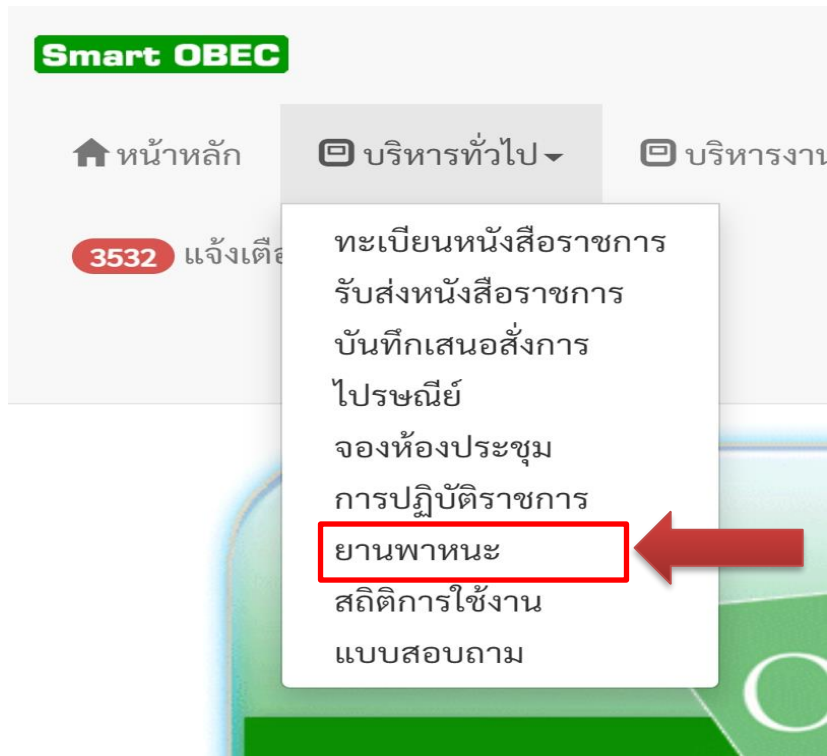 Smart OBEC
หน้าหลัก
บริหารทั่วไป
บริหารงาน
3532 แจ้งเตือ
ทะเบียนหนังสือราชการ
รับส่งหนังสือราชการ
บันทึกเสนอสั่งการ
ไปรษณีย์
จองห้องประชุม
การปฏิบัติราชการ
ยานพาหนะ
สถิติการใช้งาน
แบบสอบถาม
O